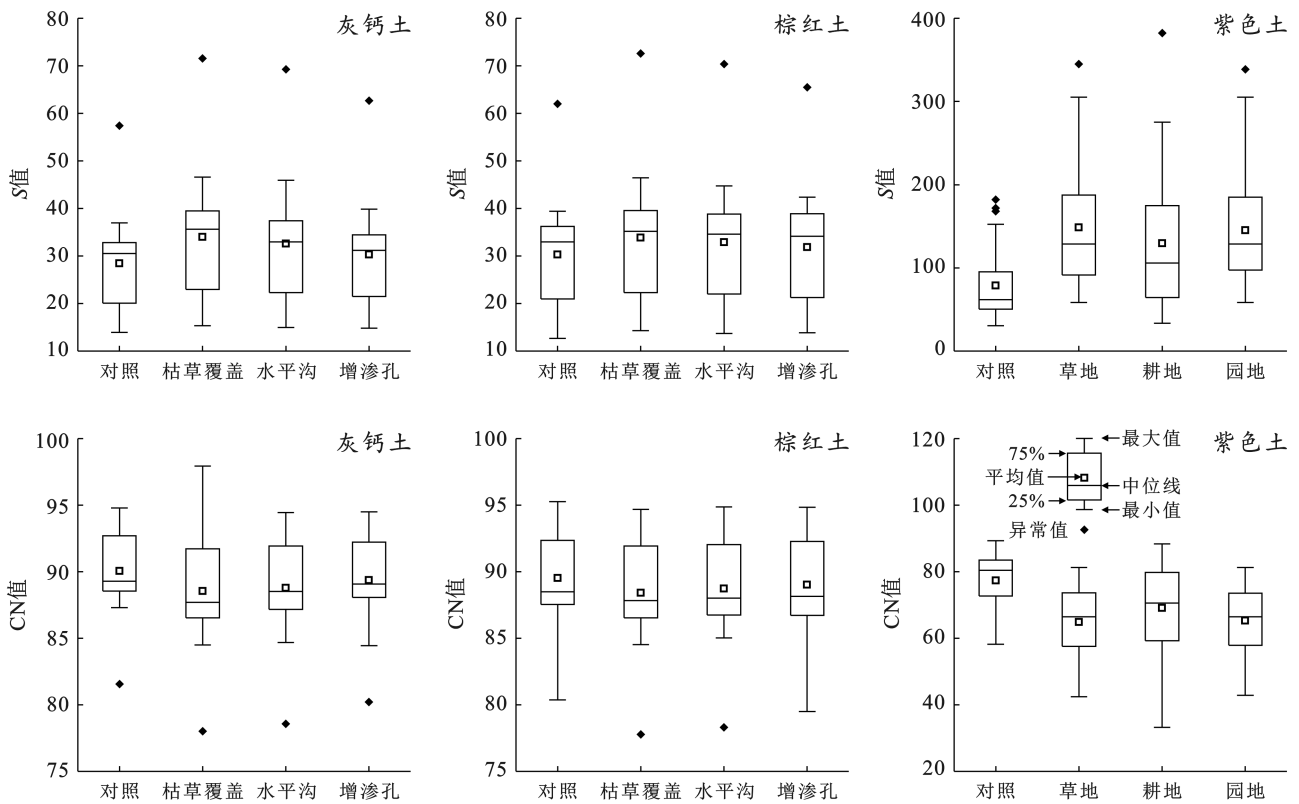 灰钙土
80
70
60
50
40
30
20
10
S值
对照 枯草覆盖 水平沟 增渗孔
棕红土
80
70
60
50
40
30
20
10
S值
对照 枯草覆盖 水平沟 增渗孔
紫色土
400
300
200
100
0
S值
对照 草地 耕地 园地
灰钙土
100
95
90
85
80
75
CN值
对照 枯草覆盖 水平沟 增渗孔
棕红土
100
95
90
85
80
75
CN值
对照 枯草覆盖 水平沟 增渗孔
紫色土
120
100
80
60
40
20
CN值
最大值
75%
平均值
中位线
25%
最小值
异常值
对照 草地 耕地 园地